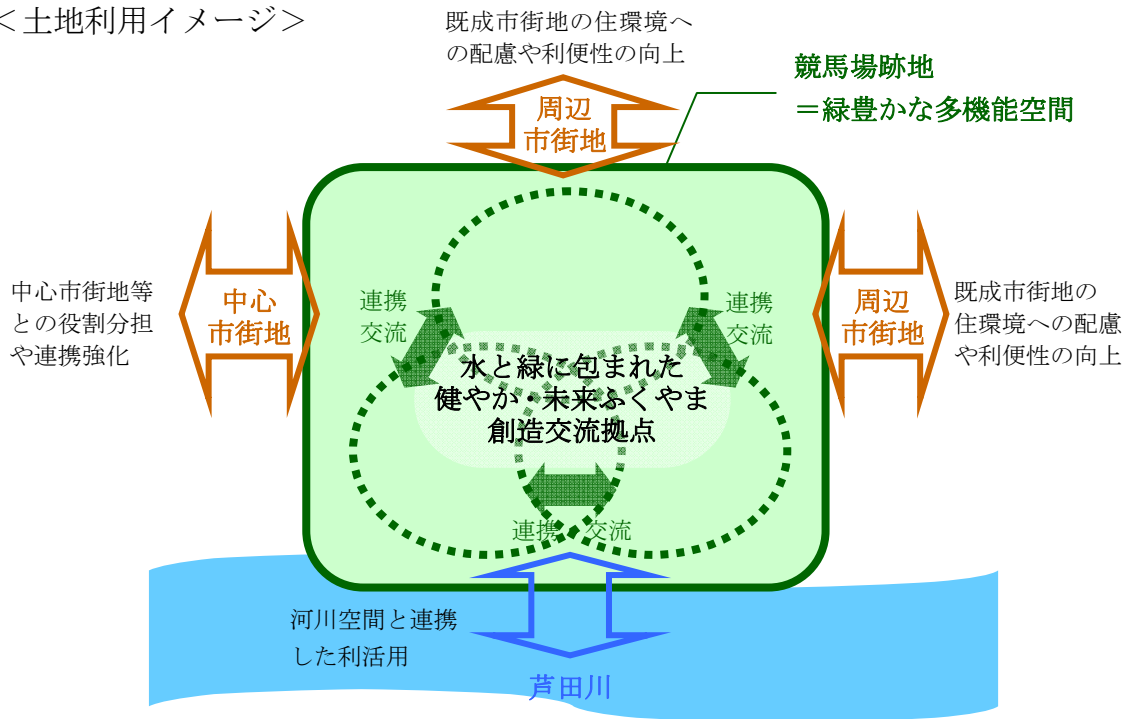 ＜土地利用イメージ＞
既成市街地の住環境へ
の配慮や利便性の向上
競馬場跡地
＝緑豊かな多機能空間
周辺
市街地
中心市街地等
との役割分担
や連携強化
中心
市街地
連携
交流
連携
交流
周辺
市街地
既成市街地の
住環境への配慮
や利便性の向上
水と緑に包まれた
健やか・未来ふくやま
創造交流拠点
連携・交流
河川空間と連携
した利活用
芦田川